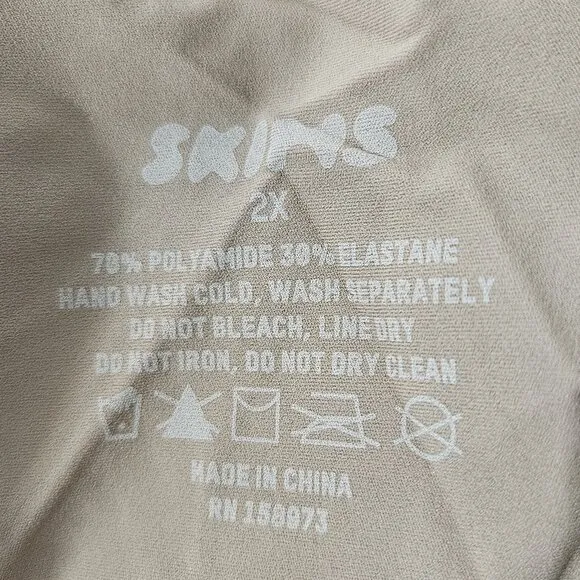 SKIMS
2X
70% POLYAMIDE 30% ELASTANE
HAND WASH COLD, WASH SEPARATELY
DO NOT BLEACH, LINE DRY
DO NOT IRON, DO NOT DRY CLEAN
MADE IN CHINA
RN 158073